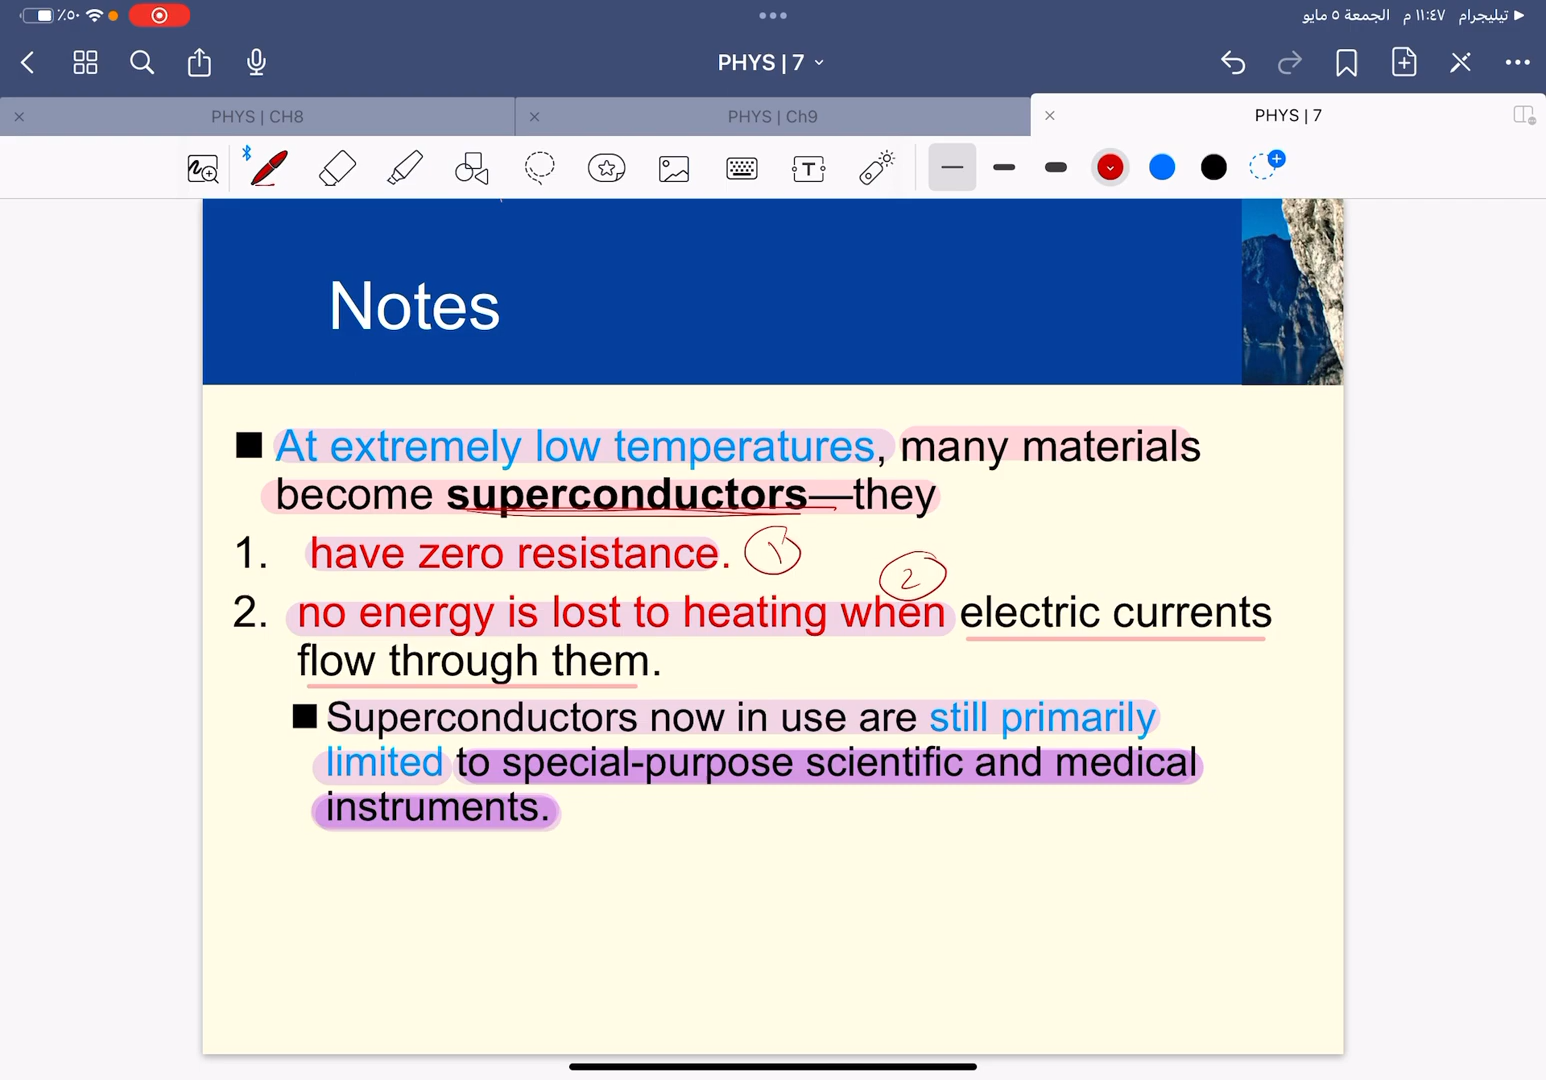 ٪٥٠ ◀ تيليجرام ١١:٤٧ م الجمعة ٥ مايو
PHYS | 7
PHYS | CH8
PHYS | Ch9
PHYS | 7
T
Notes
■ At extremely low temperatures, many materials
become superconductors—they
1. have zero resistance. 1
2
2. no energy is lost to heating when electric currents
flow through them.
■ Superconductors now in use are still primarily
limited to special-purpose scientific and medical
instruments.